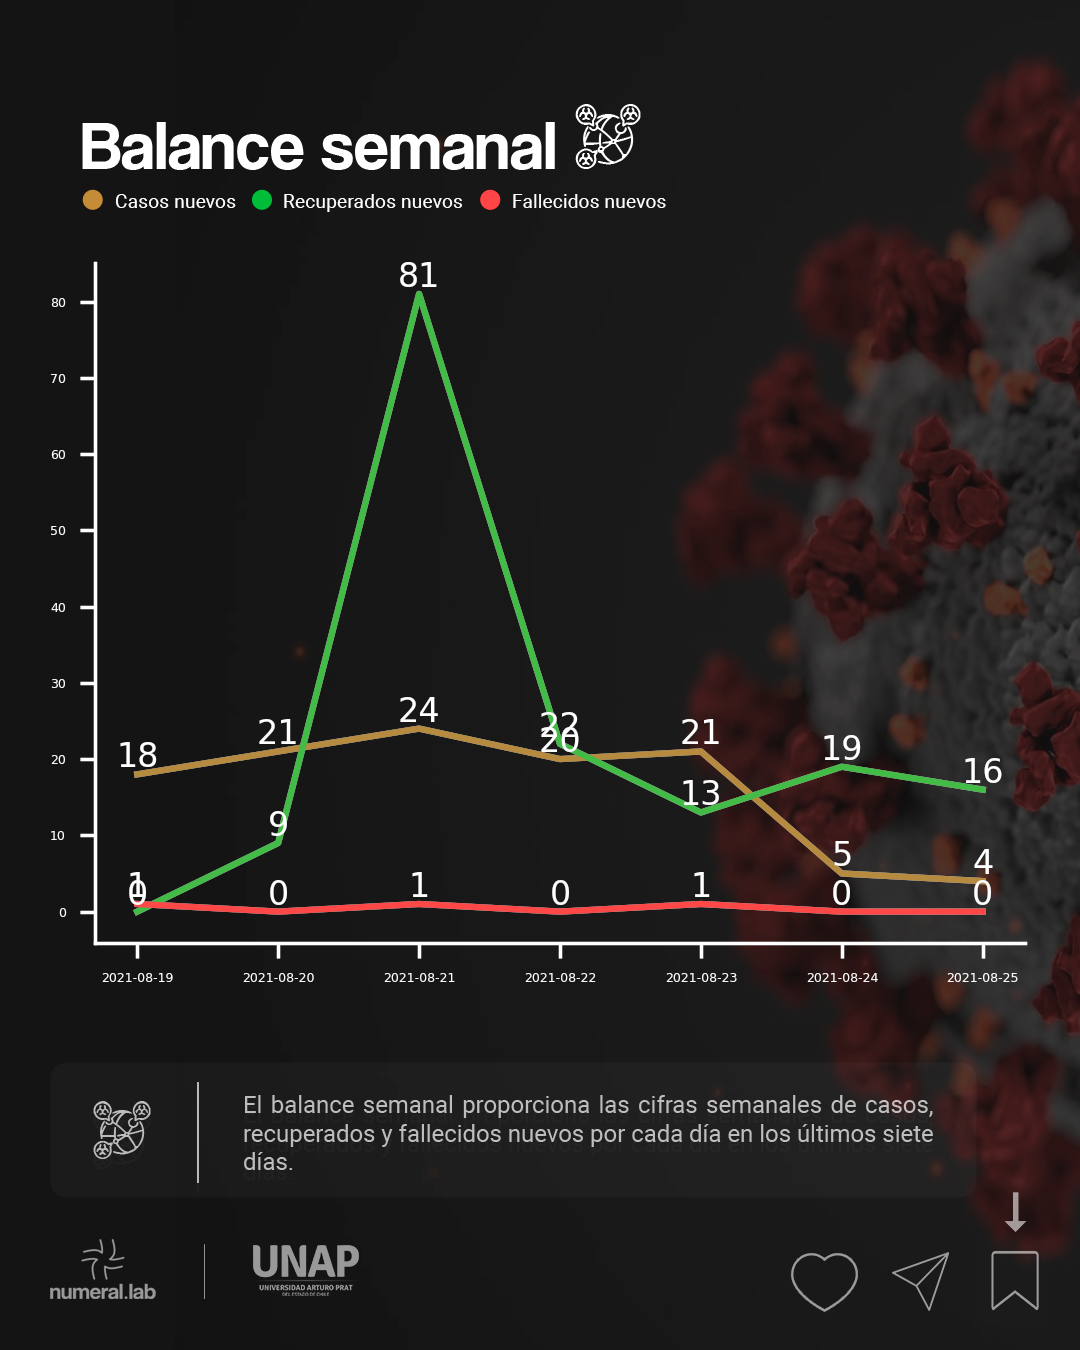 Balance semanal
Casos nuevos Recuperados nuevos Fallecidos nuevos
81
80
70
60
50
40
30
24
22
21 21
20
18 19
20
16
13
10
9
5 4
1 0 1 0 1 0 0
0
0
2021-08-19 2021-08-20 2021-08-21 2021-08-22 2021-08-23 2021-08-24 2021-08-25
El balance semanal proporciona las cifras semanales de casos,
recuperados y fallecidos nuevos por cada día en los últimos siete
días.
numeral.lab
UNAP
UNIVERSIDAD ARTURO PRAT
DEL ESTADO DE CHILE